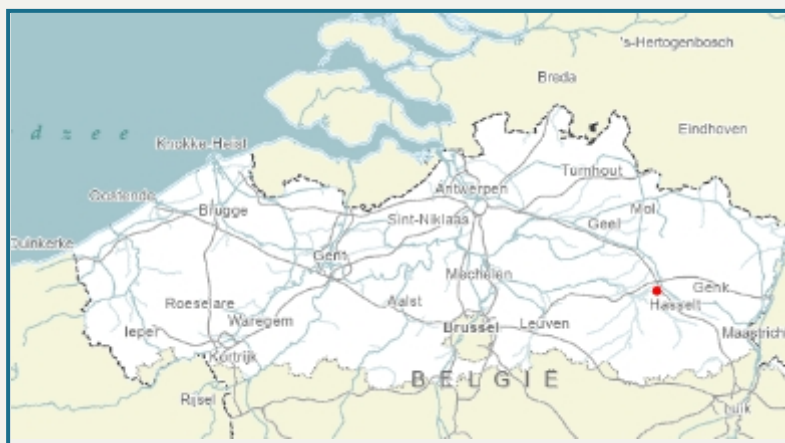 's-Hertogenbosch
Breda
d z e e
Eindhoven
Knokke-Heist
Turnhout
Antwerpen
Oostende
Mol
Brugge
Sint-Niklaas
Geel
Duinkerke
Gent
Mechelen
Genk
Roeselare
Aalst
Hasselt
Waregem
Brussel
Leuven
Ieper
Maastrich
Kortrijk
BELGIË
Rijsel
Luik